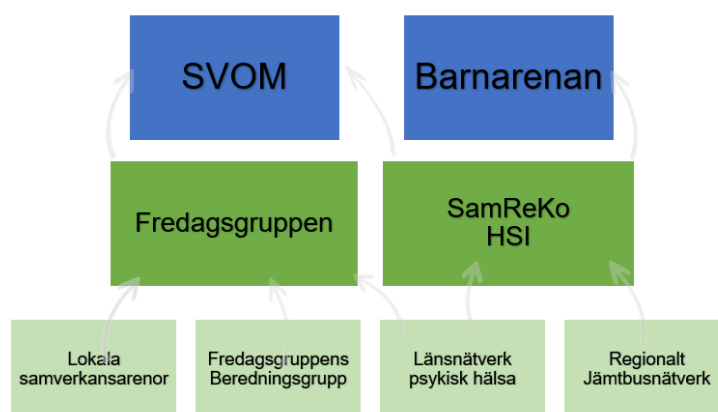 SVOM
Barnarenan
Fredagsgruppen
SamReKo
HSI
Lokala
samverkansarenor
Fredagsgruppens
Beredningsgrupp
Länsnätverk
psykisk hälsa
Regionalt
Jämtbusnätverk